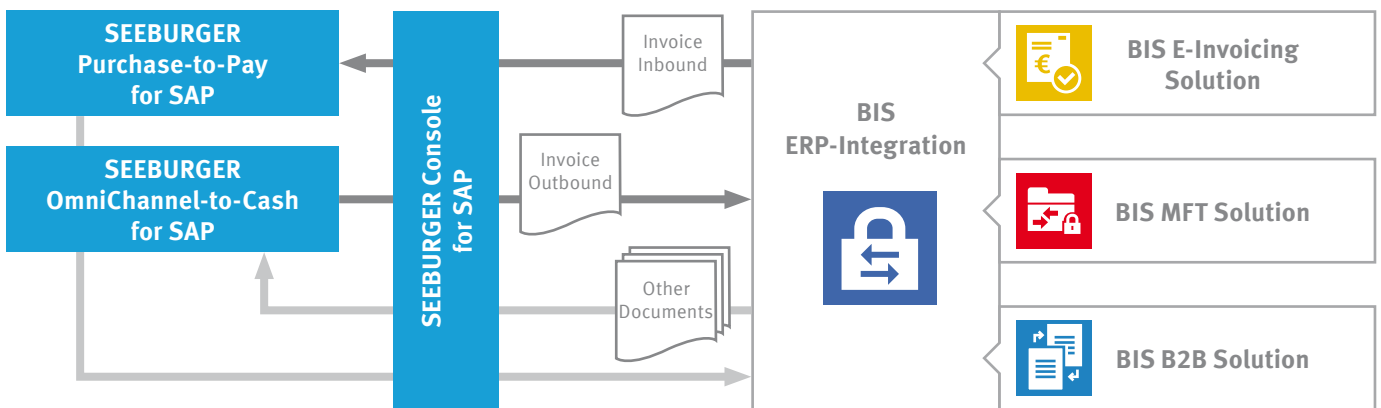 SEEBURGER
Purchase-to-Pay
for SAP
SEEBURGER
OmniChannel-to-Cash
for SAP
SEEBURGER Console
for SAP
Invoice
Inbound
Invoice
Outbound
Other
Documents
BIS
ERP-Integration
€
BIS E-Invoicing
Solution
BIS MFT Solution
BIS B2B Solution